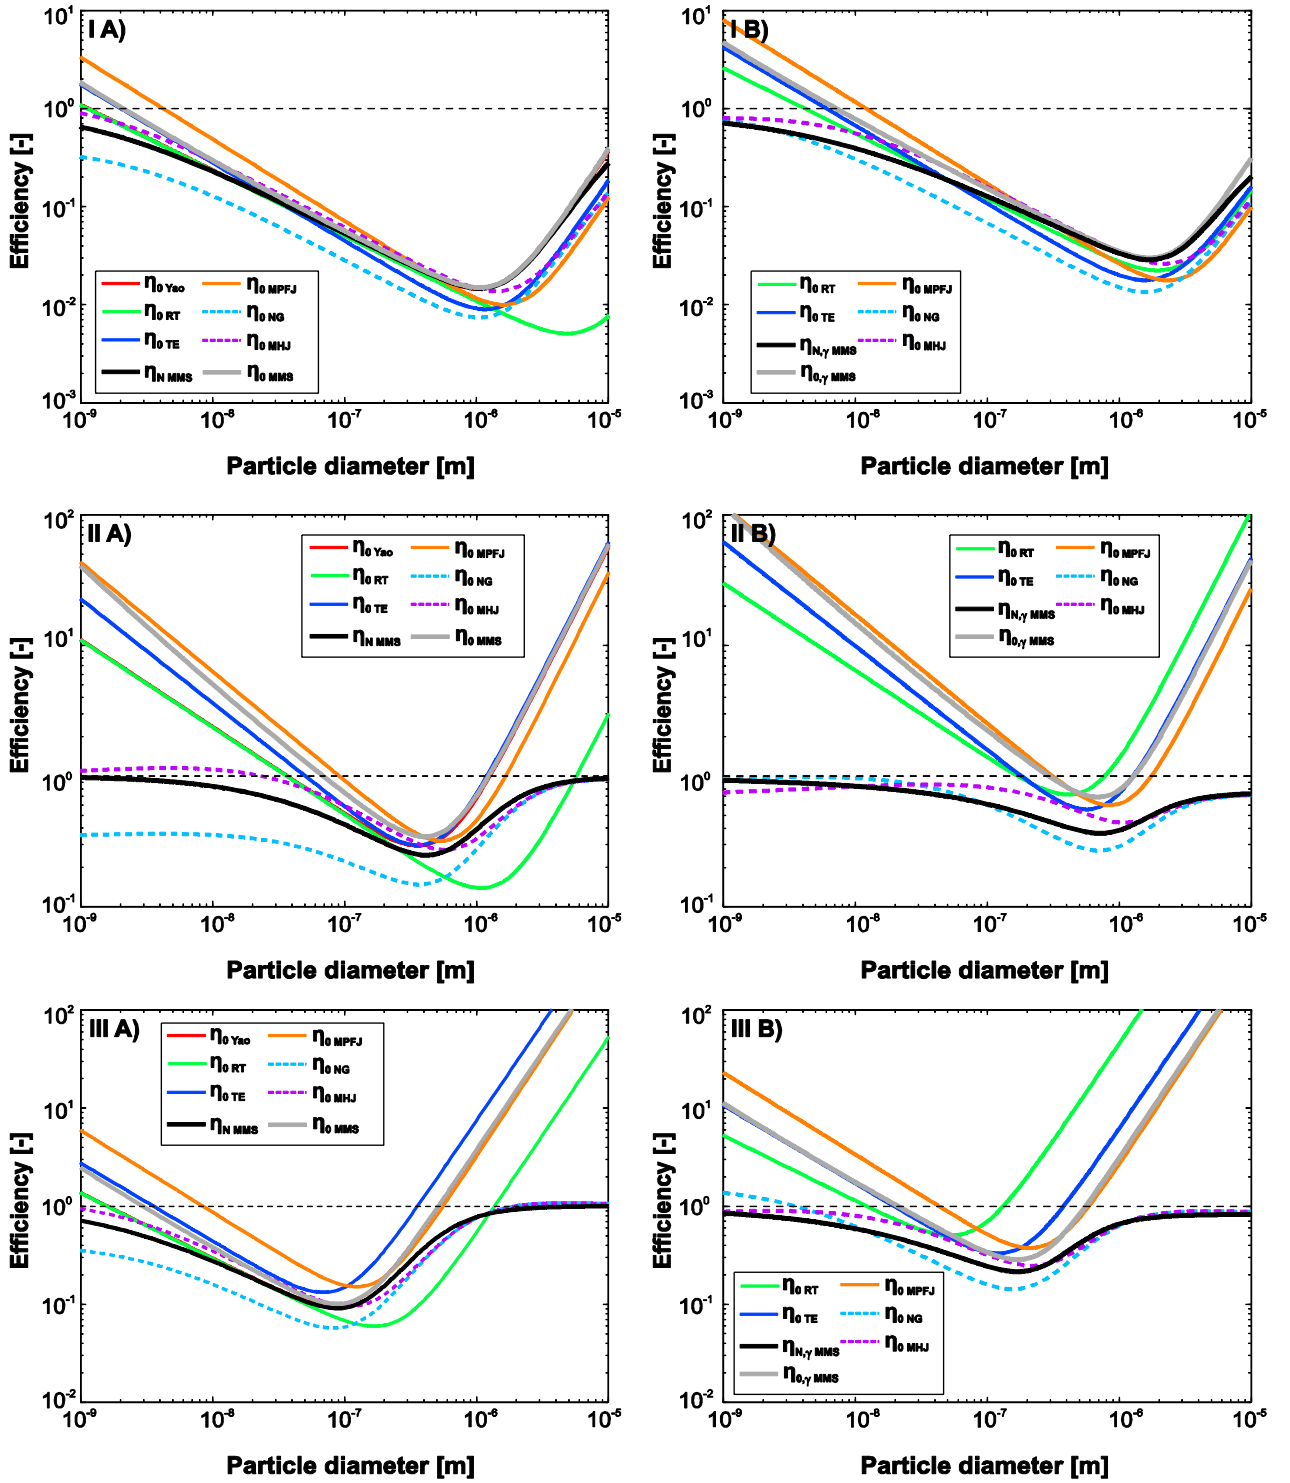 I A)
10^1
10^0
10^-1
10^-2
10^-3
Efficiency [-]
η0 Yao η0 MPFJ
η0 RT η0 NG
η0 TE η0 MHJ
ηN MMS η0 MMS
10^-9 10^-8 10^-7 10^-6 10^-5
Particle diameter [m]
I B)
10^1
10^0
10^-1
10^-2
10^-3
Efficiency [-]
η0 RT η0 MPFJ
η0 TE η0 NG
ηN,γ MMS η0 MHJ
η0,γ MMS
10^-9 10^-8 10^-7 10^-6 10^-5
Particle diameter [m]
II A)
10^2
10^1
10^0
10^-1
Efficiency [-]
η0 Yao η0 MPFJ
η0 RT η0 NG
η0 TE η0 MHJ
ηN MMS η0 MMS
10^-9 10^-8 10^-7 10^-6 10^-5
Particle diameter [m]
II B)
10^2
10^1
10^0
10^-1
Efficiency [-]
η0 RT η0 MPFJ
η0 TE η0 NG
ηN,γ MMS η0 MHJ
η0,γ MMS
10^-9 10^-8 10^-7 10^-6 10^-5
Particle diameter [m]
III A)
10^2
10^1
10^0
10^-1
10^-2
Efficiency [-]
η0 Yao η0 MPFJ
η0 RT η0 NG
η0 TE η0 MHJ
ηN MMS η0 MMS
10^-9 10^-8 10^-7 10^-6 10^-5
Particle diameter [m]
III B)
10^2
10^1
10^0
10^-1
10^-2
Efficiency [-]
η0 RT η0 MPFJ
η0 TE η0 NG
ηN,γ MMS η0 MHJ
η0,γ MMS
10^-9 10^-8 10^-7 10^-6 10^-5
Particle diameter [m]